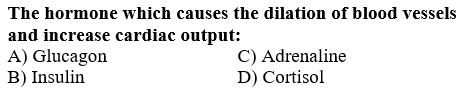 The hormone which causes the dilation of blood vessels
and increase cardiac output:
A) Glucagon C) Adrenaline
B) Insulin D) Cortisol